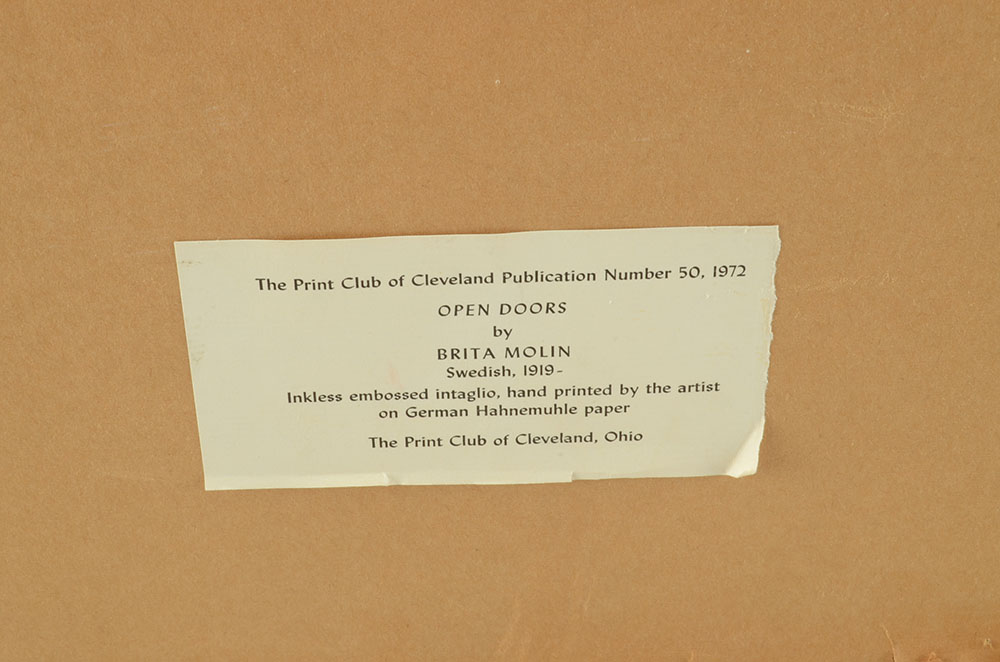 The Print Club of Cleveland Publication Number 50, 1972
OPEN DOORS
by
BRITA MOLIN
Swedish, 1919-
Inkless embossed intaglio, hand printed by the artist
on German Hahnemuhle paper
The Print Club of Cleveland, Ohio